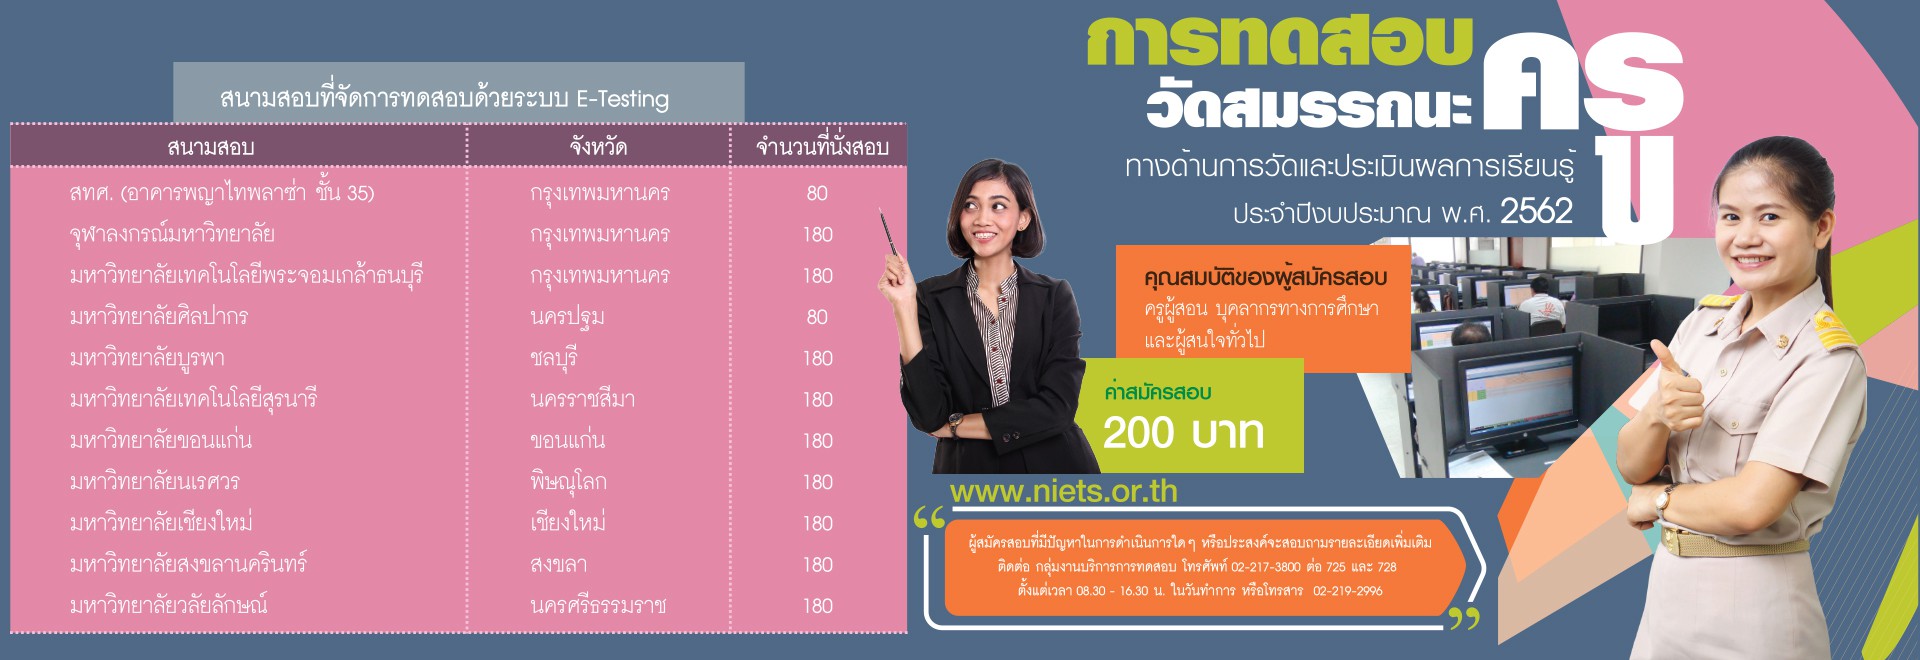 สนามสอบที่จัดการทดสอบด้วยระบบ E-Testing
สนามสอบ จังหวัด จำนวนที่นั่งสอบ
สทศ. (อาคารพญาไทพลาซ่า ชั้น 35) กรุงเทพมหานคร 80
จุฬาลงกรณ์มหาวิทยาลัย กรุงเทพมหานคร 180
มหาวิทยาลัยเทคโนโลยีพระจอมเกล้าธนบุรี กรุงเทพมหานคร 180
มหาวิทยาลัยศิลปากร นครปฐม 80
มหาวิทยาลัยบูรพา ชลบุรี 180
มหาวิทยาลัยเทคโนโลยีสุรนารี นครราชสีมา 180
มหาวิทยาลัยขอนแก่น ขอนแก่น 180
มหาวิทยาลัยนเรศวร พิษณุโลก 180
มหาวิทยาลัยเชียงใหม่ เชียงใหม่ 180
มหาวิทยาลัยสงขลานครินทร์ สงขลา 180
มหาวิทยาลัยวลัยลักษณ์ นครศรีธรรมราช 180
การทดสอบ
วัดสมรรถนะ ครู
ทางด้านการวัดและประเมินผลการเรียนรู้
ประจำปีงบประมาณ พ.ศ. 2562
คุณสมบัติของผู้สมัครสอบ
ครูผู้สอน บุคลากรทางการศึกษา
และผู้สนใจทั่วไป
ค่าสมัครสอบ
200 บาท
www.niets.or.th
“ผู้สมัครสอบที่มีปัญหาในการดำเนินการใดๆ หรือประสงค์จะสอบถามรายละเอียดเพิ่มเติม
ติดต่อ กลุ่มงานบริการการทดสอบ โทรศัพท์ 02-217-3800 ต่อ 725 และ 728
ตั้งแต่เวลา 08.30 - 16.30 น. ในวันทำการ หรือโทรสาร 02-219-2996”